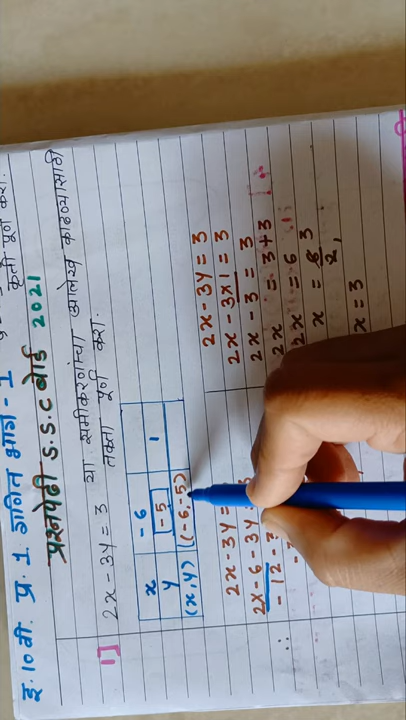 इ. 10 वी. प्र. 1. गणित भाग - 1
कृती पूर्ण करा.
प्रश्नपेढी S.S.C बोर्ड 2021
1] 2x - 3y = 3 या समीकरणाचा आलेख काढण्यासाठी
तक्ता पूर्ण करा.
x -6
y -5 1
(x,y) (-6,-5)
2x - 3y =
2x - 6 - 3y
- 12 -
∴ -
2x - 3y = 3
2x - 3x1 = 3
2x - 3 = 3
2x = 3+3
2x = 6
x = 6 3
2,
x = 3